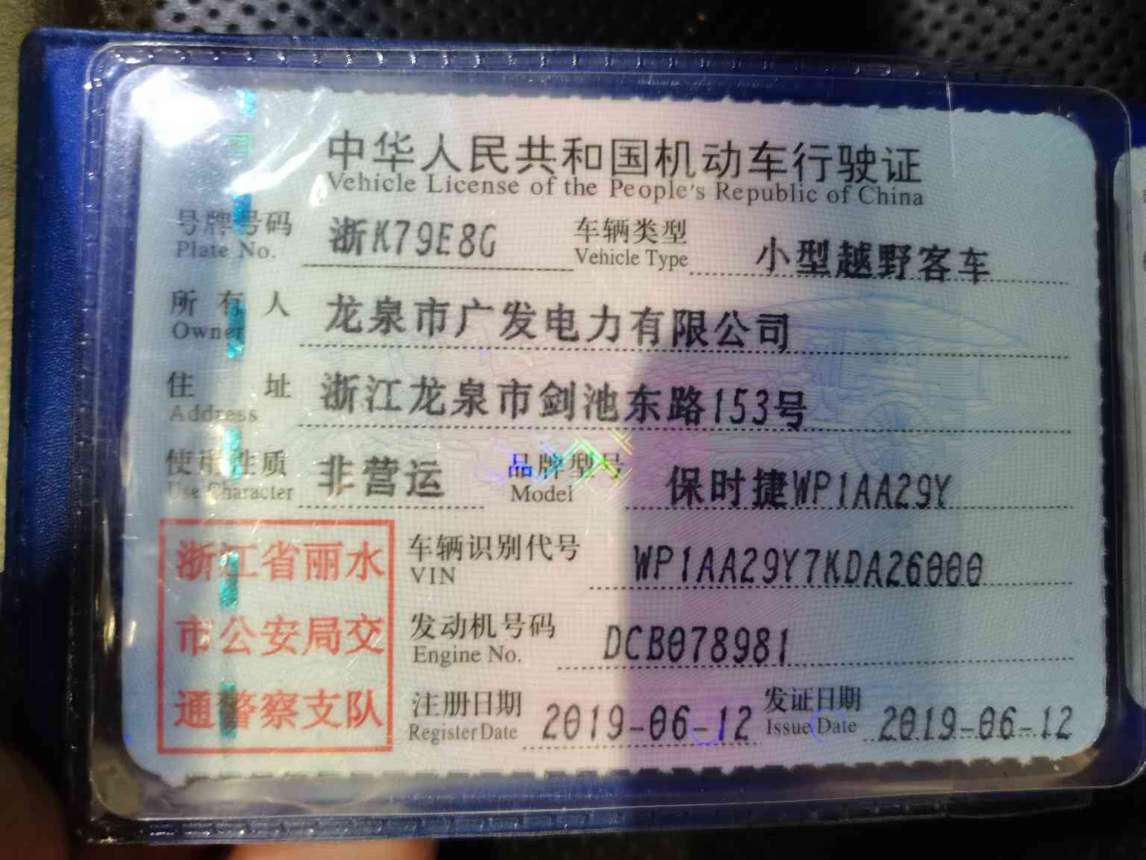 中华人民共和国机动车行驶证
Vehicle License of the People's Republic of China
号牌号码 浙K79E8G 车辆类型 小型越野客车
Plate No. Vehicle Type
所有人 龙泉市广发电力有限公司
Owner
住址 浙江龙泉市剑池东路153号
Address
使用性质 非营运 品牌型号 保时捷WP1AA29Y
Use Character Model
浙江省丽水
市公安局交
通警察支队
车辆识别代号 WP1AA29Y7KDA26000
VIN
发动机号码 DCB078981
Engine No.
注册日期 2019-06-12 发证日期 2019-06-12
Register Date Issue Date